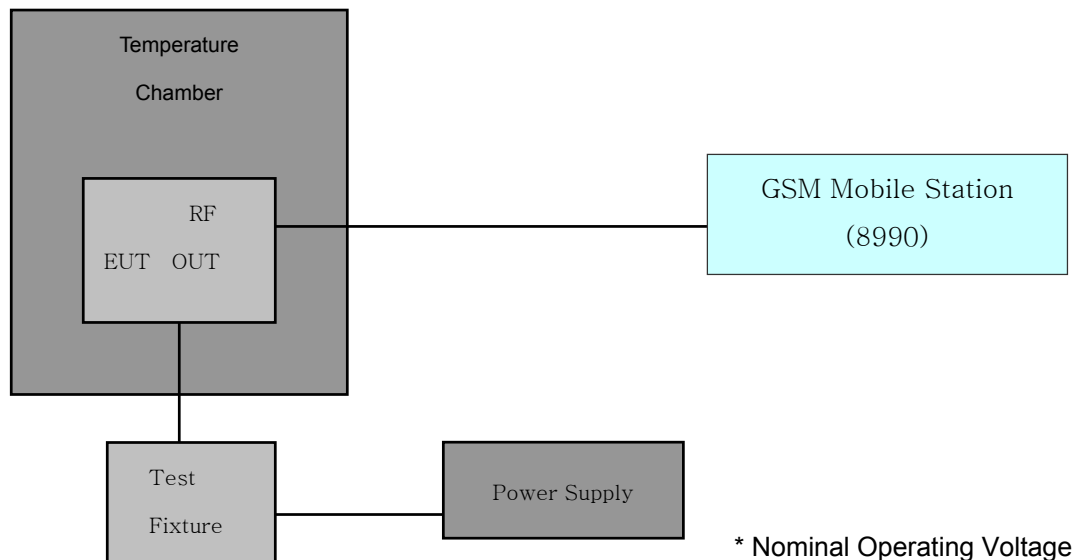 Temperature
Chamber
RF
EUT OUT
GSM Mobile Station
(8990)
Test
Fixture
Power Supply
* Nominal Operating Voltage